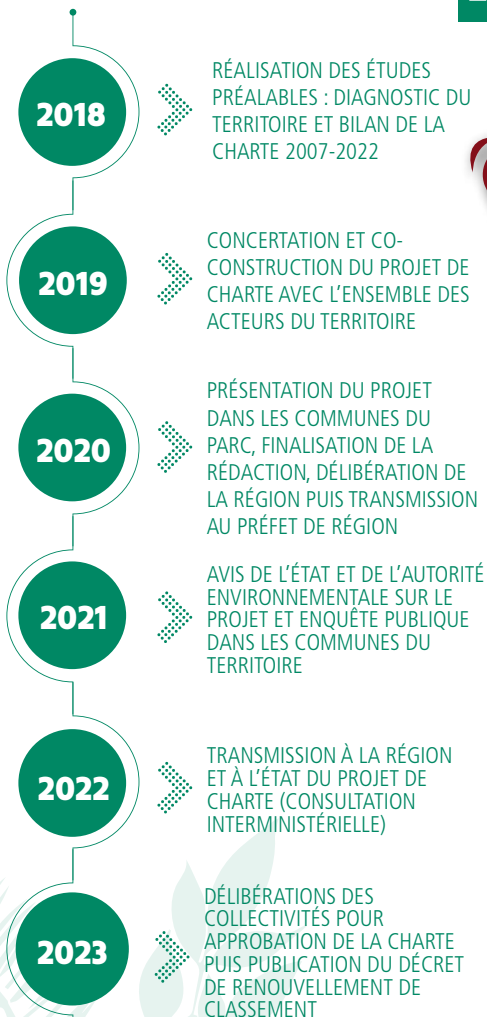 2018
RÉALISATION DES ÉTUDES
PRÉALABLES : DIAGNOSTIC DU
TERRITOIRE ET BILAN DE LA
CHARTE 2007-2022
2019
CONCERTATION ET CO-
CONSTRUCTION DU PROJET DE
CHARTE AVEC L’ENSEMBLE DES
ACTEURS DU TERRITOIRE
2020
PRÉSENTATION DU PROJET
DANS LES COMMUNES DU
PARC, FINALISATION DE LA
RÉDACTION, DÉLIBÉRATION DE
LA RÉGION PUIS TRANSMISSION
AU PRÉFET DE RÉGION
2021
AVIS DE L’ÉTAT ET DE L’AUTORITÉ
ENVIRONNEMENTALE SUR LE
PROJET ET ENQUÊTE PUBLIQUE
DANS LES COMMUNES DU
TERRITOIRE
2022
TRANSMISSION À LA RÉGION
ET À L’ÉTAT DU PROJET DE
CHARTE (CONSULTATION
INTERMINISTÉRIELLE)
2023
DÉLIBÉRATIONS DES
COLLECTIVITÉS POUR
APPROBATION DE LA CHARTE
PUIS PUBLICATION DU DÉCRET
DE RENOUVELLEMENT DE
CLASSEMENT